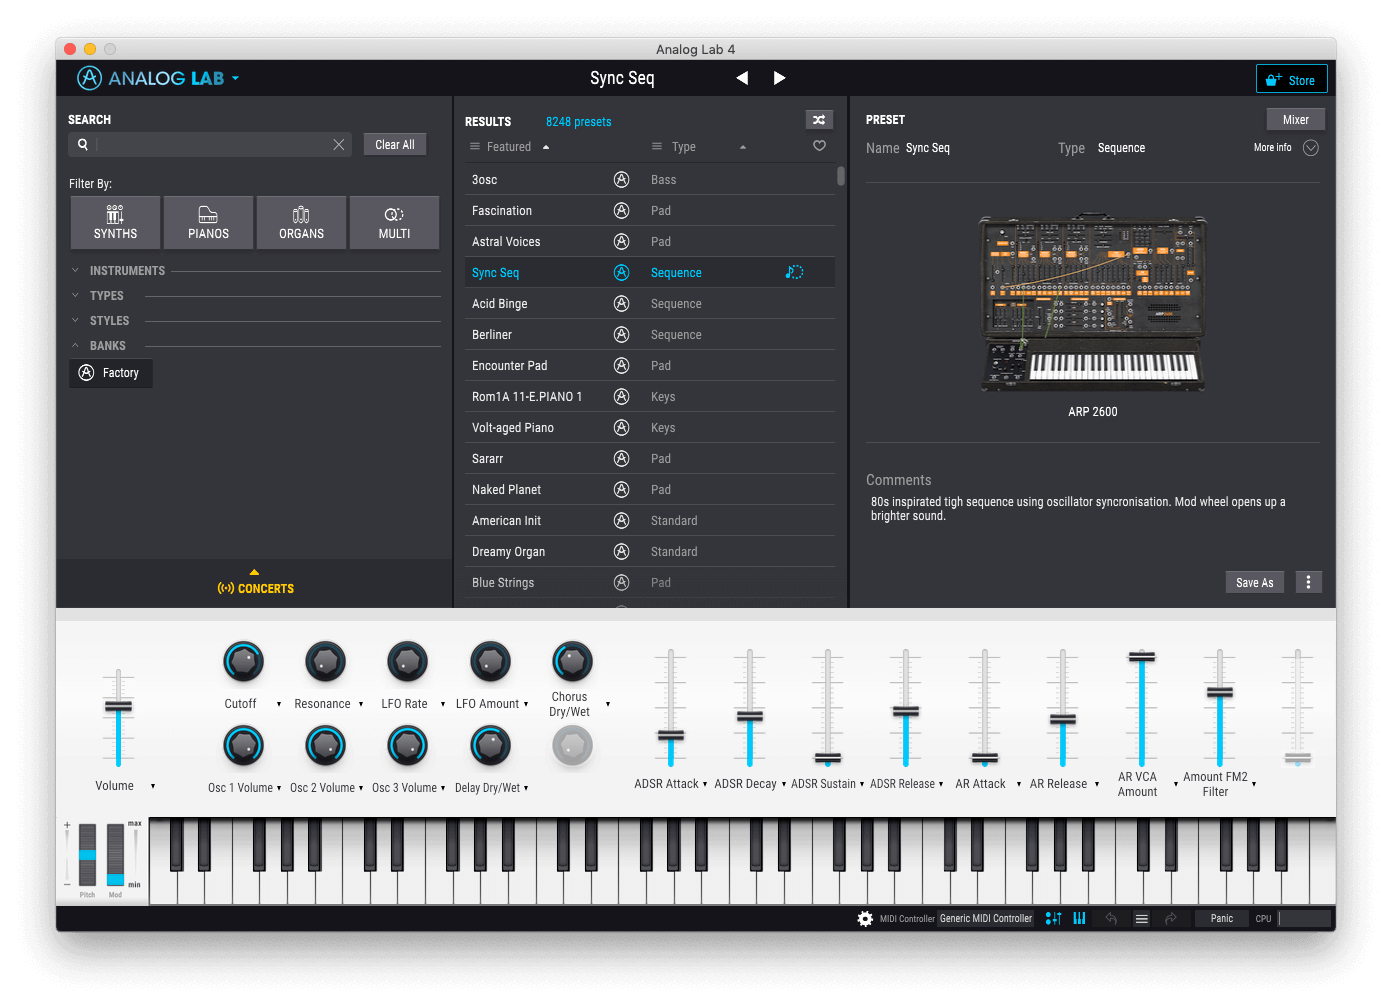 Analog Lab 4
ANALOG LAB
Sync Seq
Store
SEARCH
Clear All
Filter By:
SYNTHS
PIANOS
ORGANS
MULTI
INSTRUMENTS
TYPES
STYLES
BANKS
Factory
CONCERTS
RESULTS 8248 presets
Featured Type
3osc Bass
Fascination Pad
Astral Voices Pad
Sync Seq Sequence
Acid Binge Sequence
Berliner Sequence
Encounter Pad Pad
Rom1A 11-E.PIANO 1 Keys
Volt-aged Piano Keys
Sararr Pad
Naked Planet Pad
American Init Standard
Dreamy Organ Standard
Blue Strings Pad
PRESET
Mixer
Name Sync Seq Type Sequence More info
ARP 2600
Comments
80s inspirated tigh sequence using oscillator syncronisation. Mod wheel opens up a
brighter sound.
Save As
Volume
Cutoff
Resonance
LFO Rate
LFO Amount
Chorus
Dry/Wet
Osc 1 Volume
Osc 2 Volume
Osc 3 Volume
Delay Dry/Wet
ADSR Attack
ADSR Decay
ADSR Sustain
ADSR Release
AR Attack
AR Release
AR VCA
Amount
Amount FM2
Filter
+
−
max
min
Pitch
Mod
MIDI Controller Generic MIDI Controller
Panic
CPU